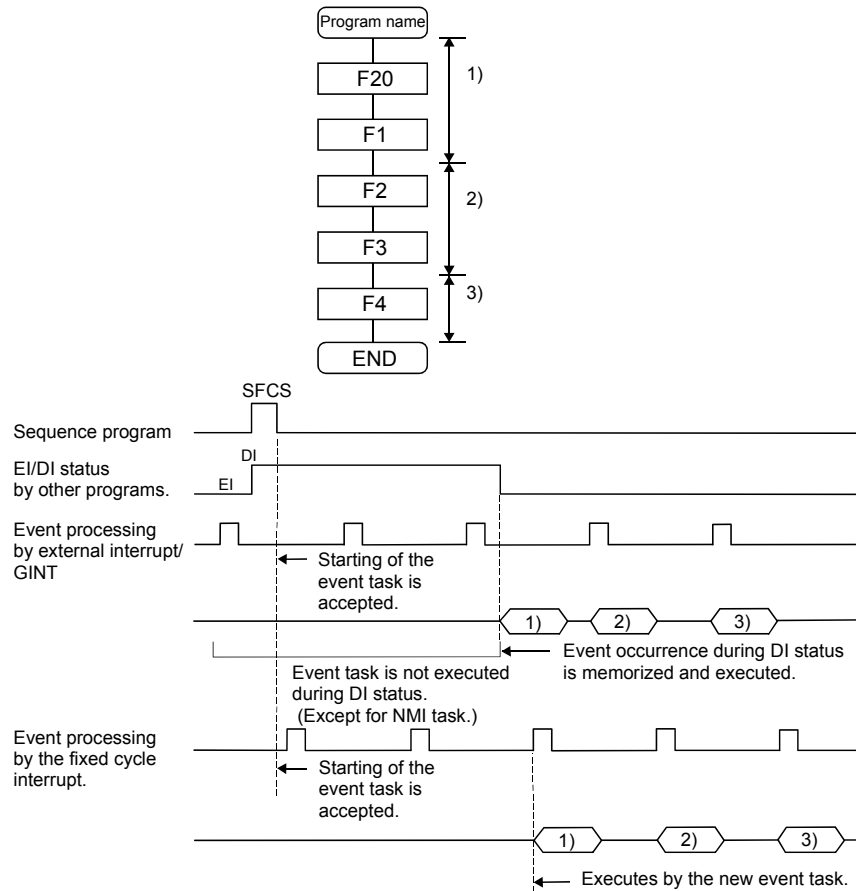 Program name
F20
1)
F1
F2
2)
F3
F4
3)
END
SFCS
Sequence program
DI
EI/DI status
by other programs.
EI
Event processing
by external interrupt/
GINT
Starting of the
event task is
accepted.
1)
2)
3)
Event occurrence during DI status
is memorized and executed.
Event task is not executed
during DI status.
(Except for NMI task.)
Event processing
by the fixed cycle
interrupt.
Starting of the
event task is
accepted.
1)
2)
3)
Executes by the new event task.